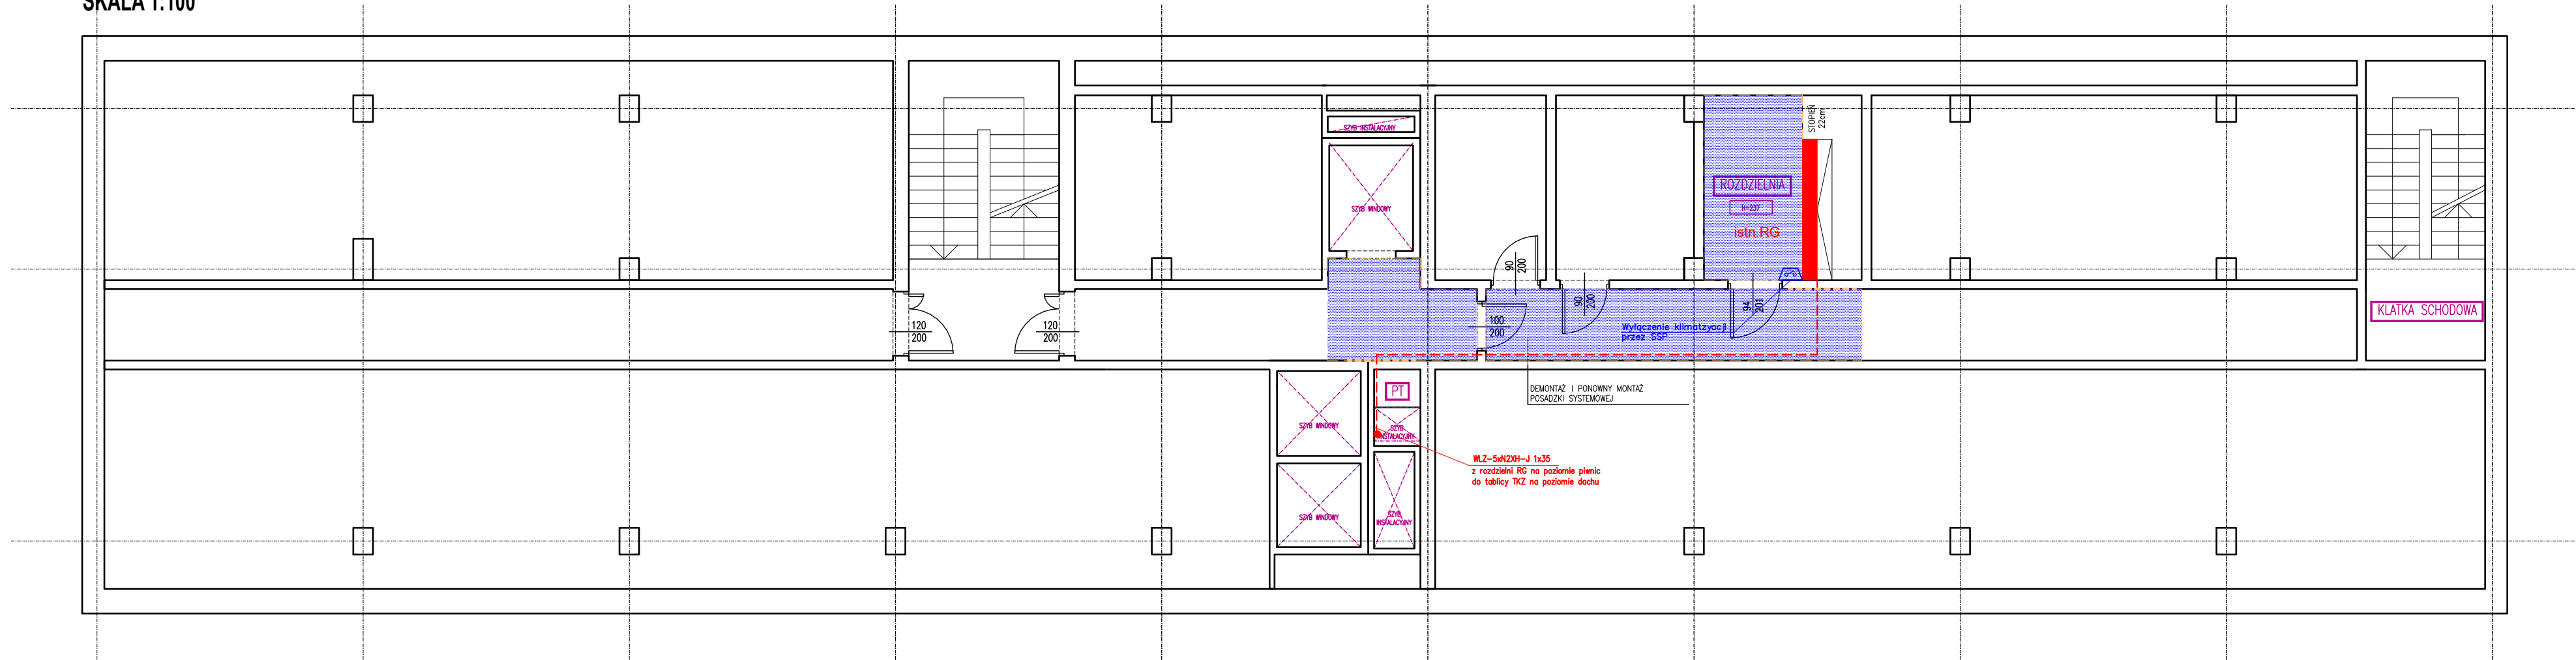 SKALA 1:100
SZYB INSTALACYJNY
STOPIEŃ
22cm
ROZDZIELNIA
H=237
istn.RG
SZYB WINDOWY
90
200
90
200
94
201
120
200
120
200
100
200
Wyłączenie klimatzyacji
przez SSP
KLATKA SCHODOWA
PT
DEMONTAŻ I PONOWNY MONTAŻ
POSADZKI SYSTEMOWEJ
SZYB WINDOWY
SZYB
INSTALACYJNY
WLZ-5xN2XH-J 1x35
z rozdzielni RG na poziomie piwnic
do tablicy TKZ na poziomie dachu
SZYB WINDOWY
SZYB
INSTALACYJNY